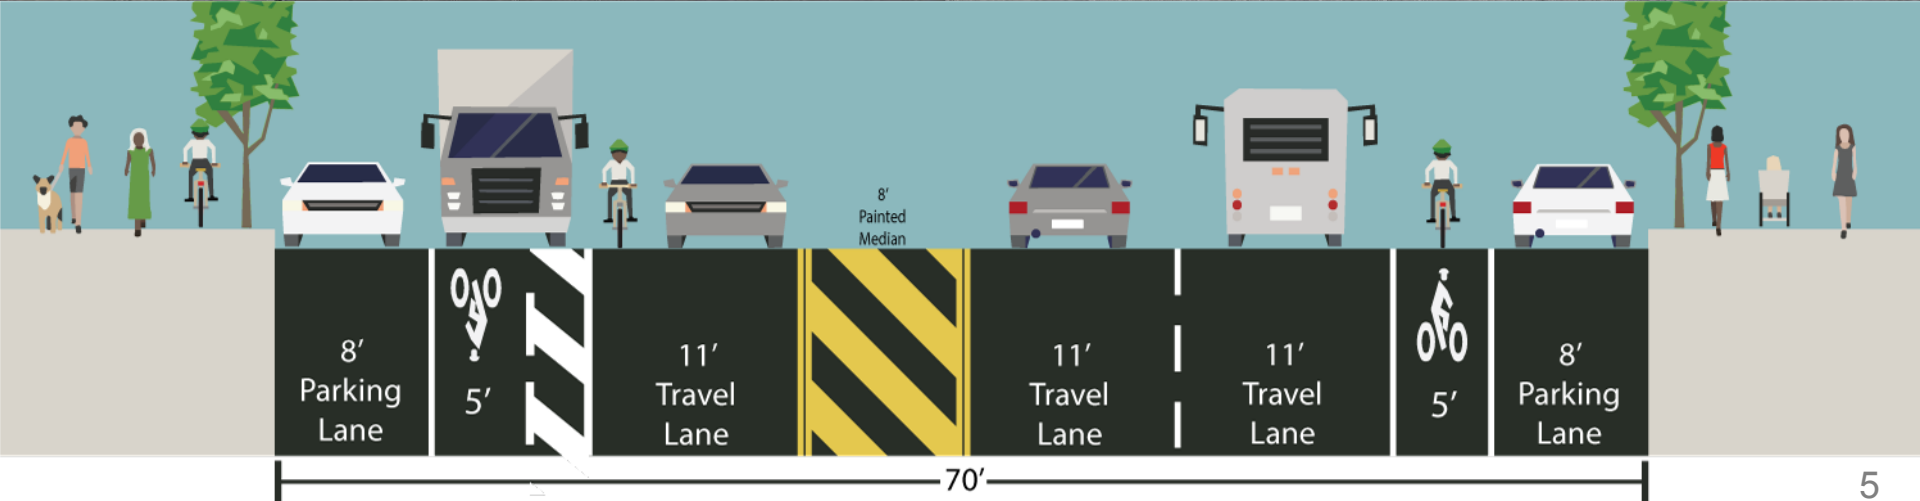 8’
Painted
Median
8’
Parking
Lane
5’
11’
Travel
Lane
11’
Travel
Lane
11’
Travel
Lane
5’
8’
Parking
Lane
70’
5